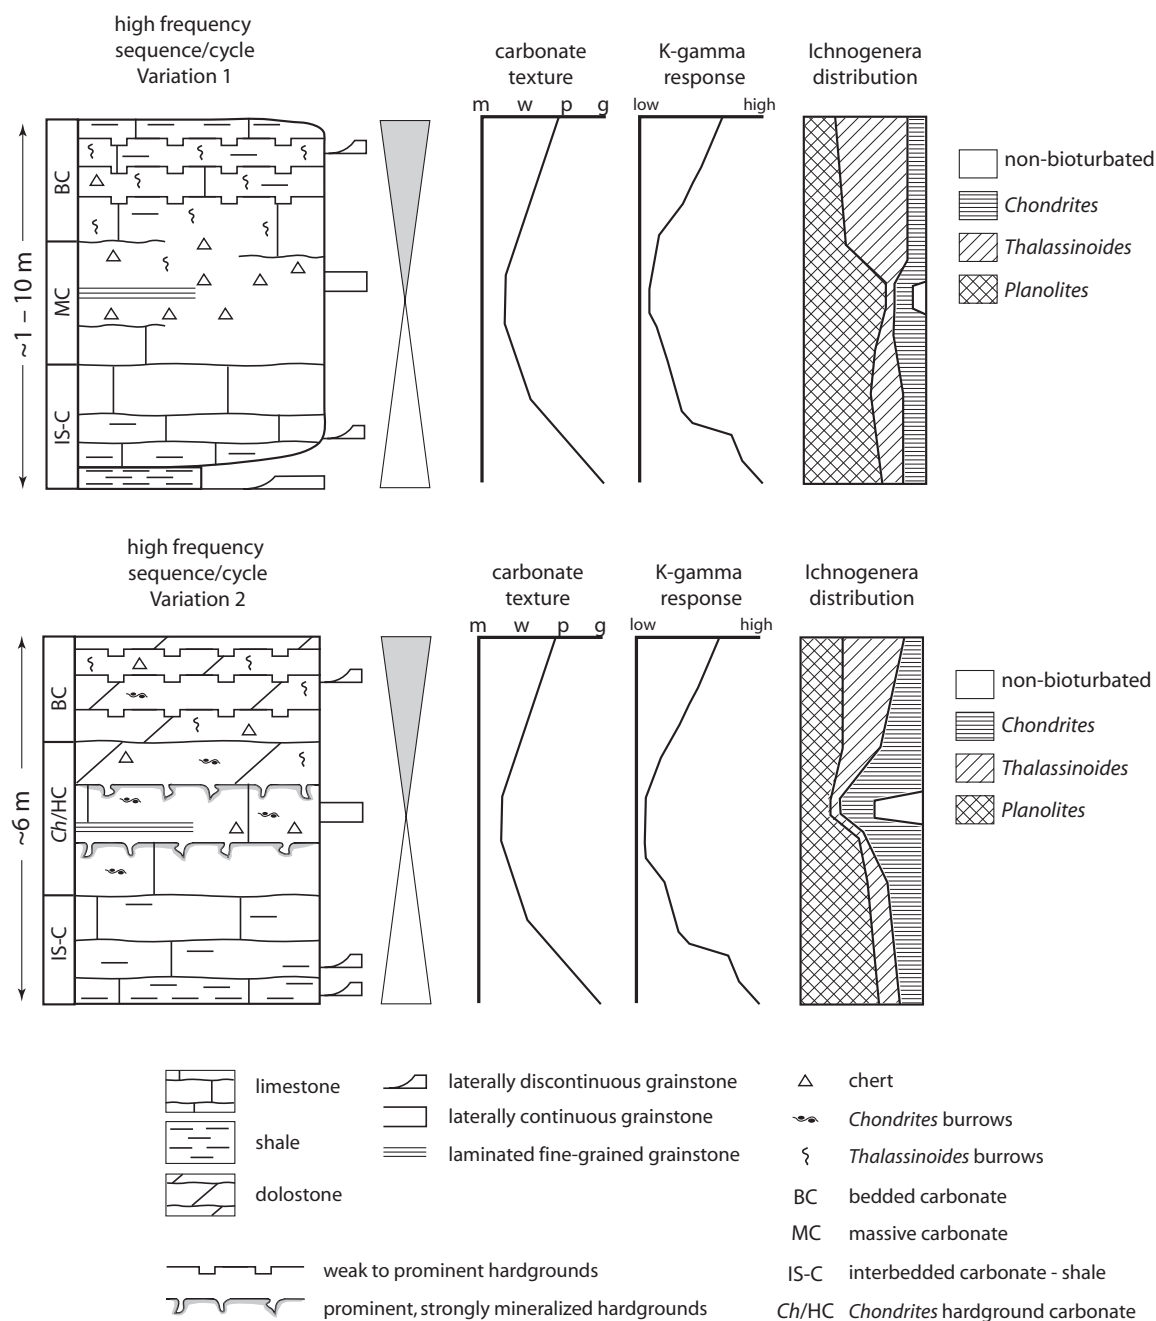 high frequency
sequence/cycle
Variation 1
carbonate
texture
K-gamma
response
Ichnogenera
distribution
m w p g
low high
BC
MC
IS-C
~1 – 10 m
non-bioturbated
Chondrites
Thalassinoides
Planolites
high frequency
sequence/cycle
Variation 2
carbonate
texture
K-gamma
response
Ichnogenera
distribution
m w p g
low high
BC
Ch/HC
IS-C
~6 m
non-bioturbated
Chondrites
Thalassinoides
Planolites
limestone
shale
dolostone
laterally discontinuous grainstone
laterally continuous grainstone
laminated fine-grained grainstone
weak to prominent hardgrounds
prominent, strongly mineralized hardgrounds
chert
Chondrites burrows
Thalassinoides burrows
BC bedded carbonate
MC massive carbonate
IS-C interbedded carbonate - shale
Ch/HC Chondrites hardground carbonate